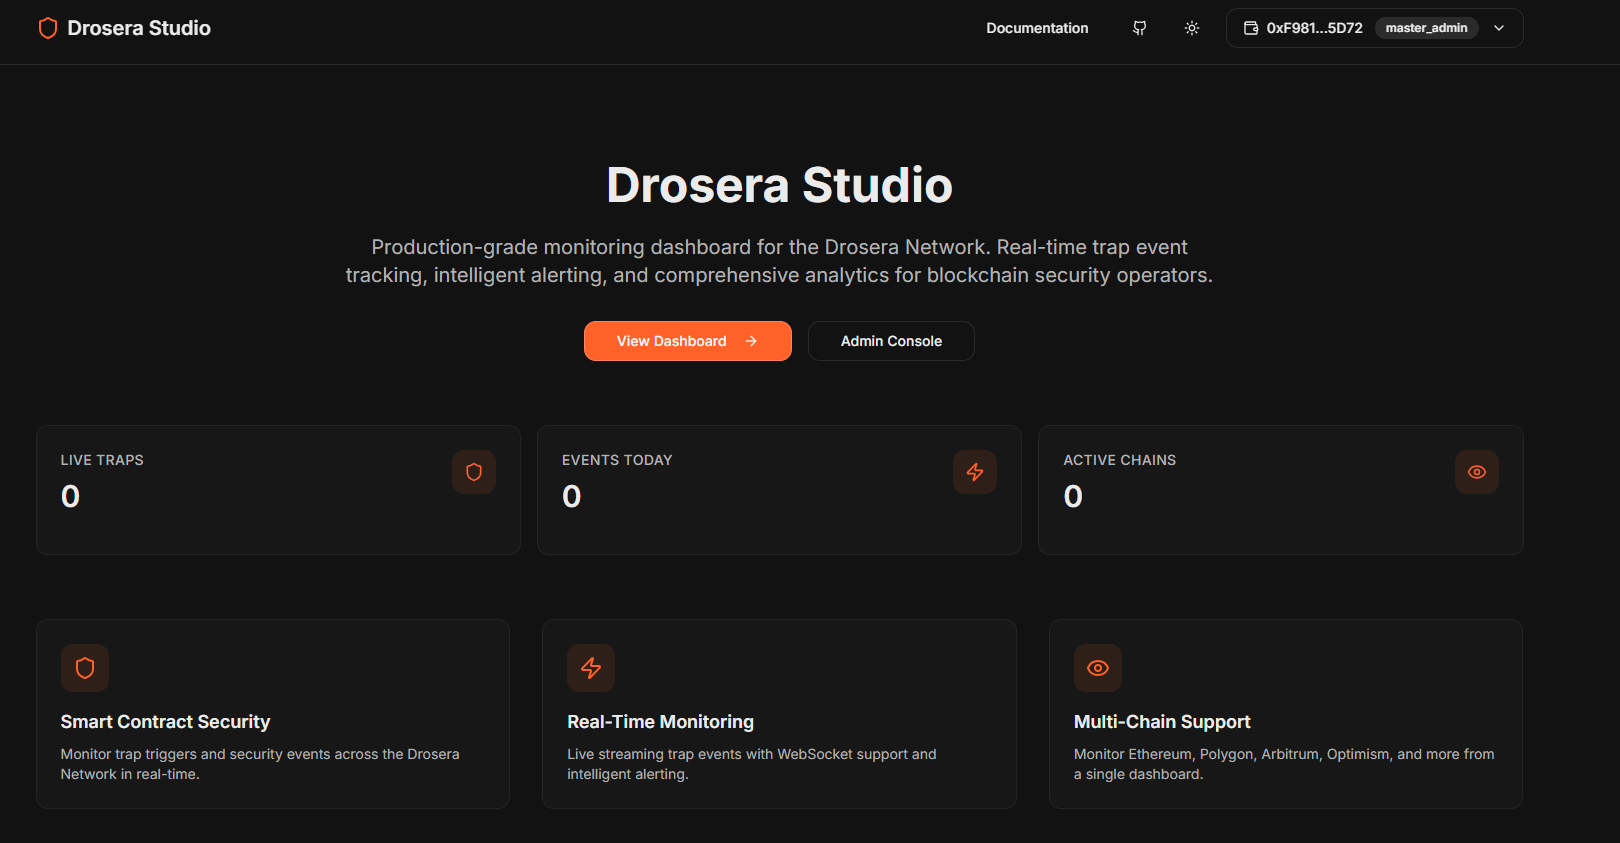 Drosera Studio
Documentation
0xF981...5D72
master_admin
Drosera Studio
Production-grade monitoring dashboard for the Drosera Network. Real-time trap event
tracking, intelligent alerting, and comprehensive analytics for blockchain security operators.
View Dashboard →
Admin Console
LIVE TRAPS
0
EVENTS TODAY
0
ACTIVE CHAINS
0
Smart Contract Security
Monitor trap triggers and security events across the Drosera
Network in real-time.
Real-Time Monitoring
Live streaming trap events with WebSocket support and
intelligent alerting.
Multi-Chain Support
Monitor Ethereum, Polygon, Arbitrum, Optimism, and more from
a single dashboard.